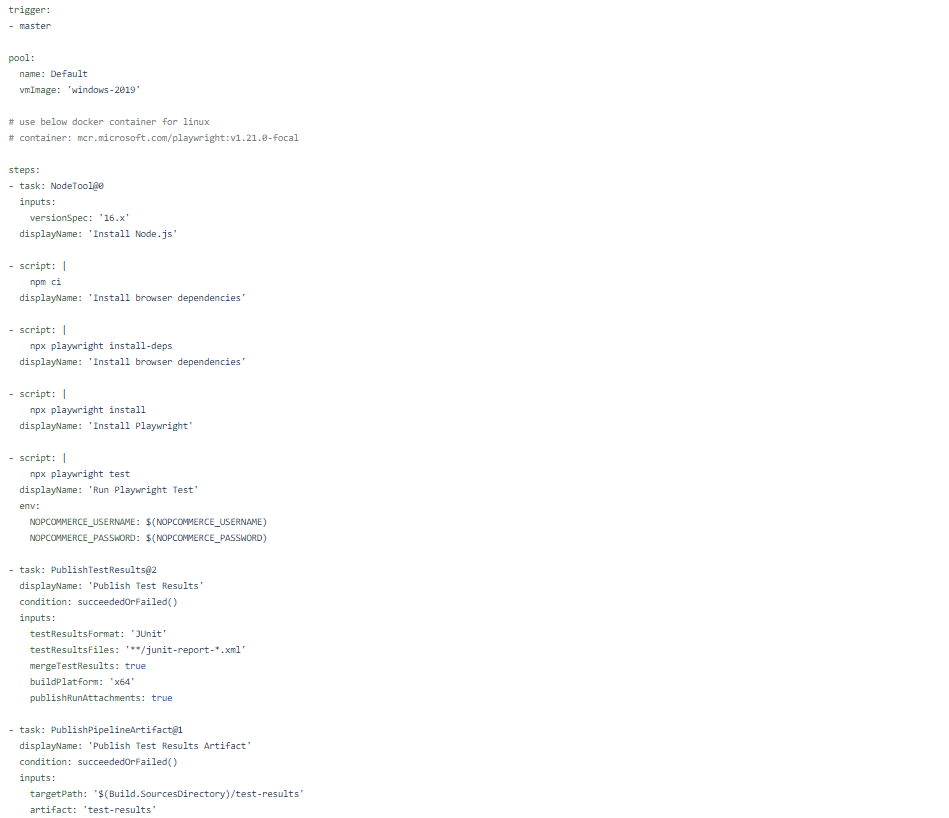 trigger:
- master
pool:
  name: Default
  vmImage: 'windows-2019'
# use below docker container for linux
# container: mcr.microsoft.com/playwright:v1.21.0-focal
steps:
- task: NodeTool@0
  inputs:
    versionSpec: '16.x'
  displayName: 'Install Node.js'
- script: |
    npm ci
  displayName: 'Install browser dependencies'
- script: |
    npx playwright install-deps
  displayName: 'Install browser dependencies'
- script: |
    npx playwright install
  displayName: 'Install Playwright'
- script: |
    npx playwright test
  displayName: 'Run Playwright Test'
  env:
    NOPCOMMERCE_USERNAME: $(NOPCOMMERCE_USERNAME)
    NOPCOMMERCE_PASSWORD: $(NOPCOMMERCE_PASSWORD)
- task: PublishTestResults@2
  displayName: 'Publish Test Results'
  condition: succeededOrFailed()
  inputs:
    testResultsFormat: 'JUnit'
    testResultsFiles: '**/junit-report-*.xml'
    mergeTestResults: true
    buildPlatform: 'x64'
    publishRunAttachments: true
- task: PublishPipelineArtifact@1
  displayName: 'Publish Test Results Artifact'
  condition: succeededOrFailed()
  inputs:
    targetPath: '$(Build.SourcesDirectory)/test-results'
    artifact: 'test-results'